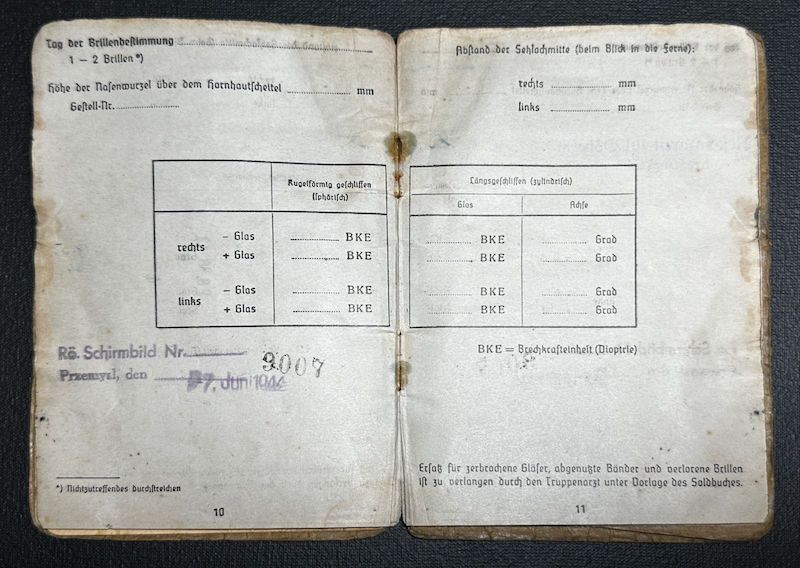 Tag der Brillenbestimmung
1 – 2 Brillen *)
Höhe der Nasenwurzel über dem Hornhautscheitel .................. mm
Gestell-Nr. ..................
Kugelförmig geschliffen
(sphärisch)
rechts
– Glas .............. BKE
+ Glas .............. BKE
links
– Glas .............. BKE
+ Glas .............. BKE
Rö. Schirmbild Nr. 3007
Przemysl, den 7. Juni 1944
*) Nichtzutreffendes durchstreichen
10
Abstand der Sehlochmitte (beim Blick in die Ferne):
rechts .................. mm
links .................. mm
Längsgeschliffen (zylindrisch)
Glas Achse
.............. BKE .................. Grad
.............. BKE .................. Grad
.............. BKE .................. Grad
.............. BKE .................. Grad
BKE = Brechkrafteinheit (Dioptrie)
Ersatz für zerbrochene Gläser, abgenutzte Bänder und verlorene Brillen
ist zu verlangen durch den Truppenarzt unter Vorlage des Soldbuches.
11